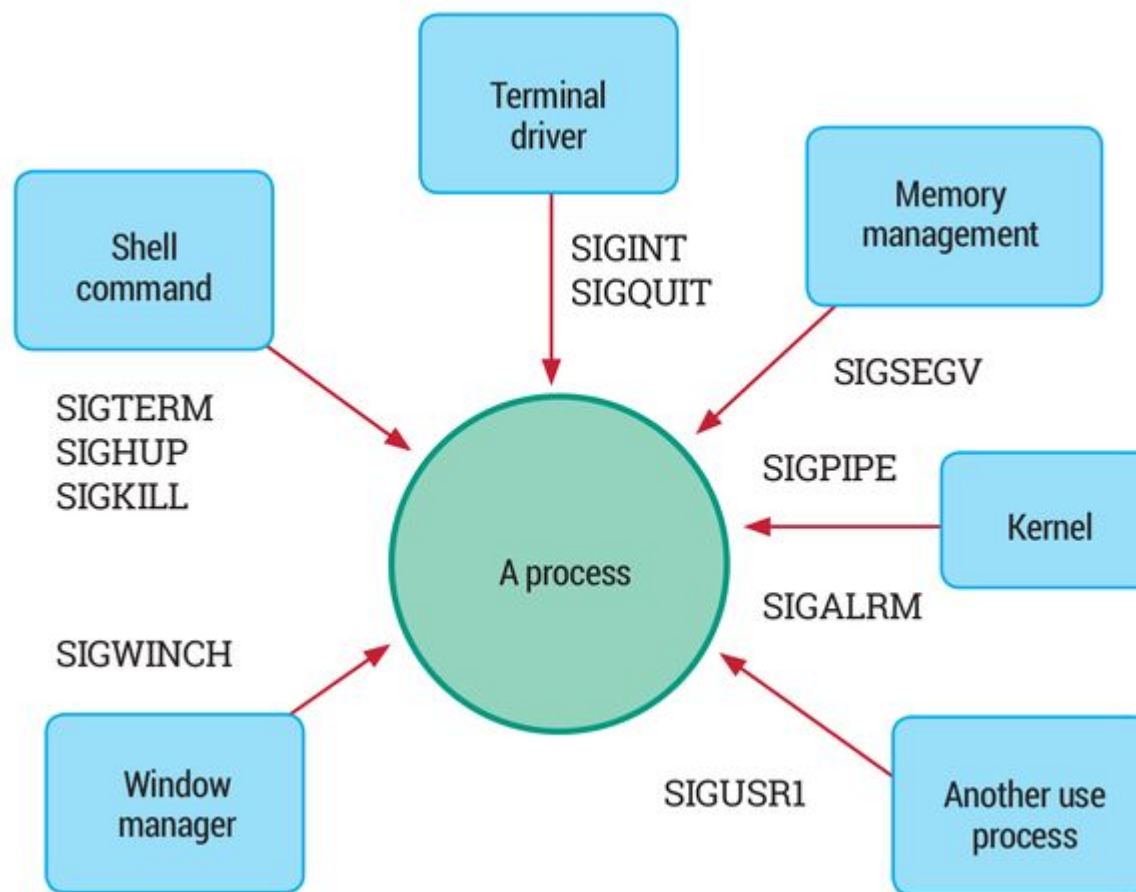 Terminal
driver
Memory
management
Shell
command
SIGINT
SIGQUIT
SIGSEGV
SIGTERM
SIGHUP
SIGKILL
SIGPIPE
Kernel
A process
SIGALRM
SIGWINCH
Window
manager
SIGUSR1
Another use
process